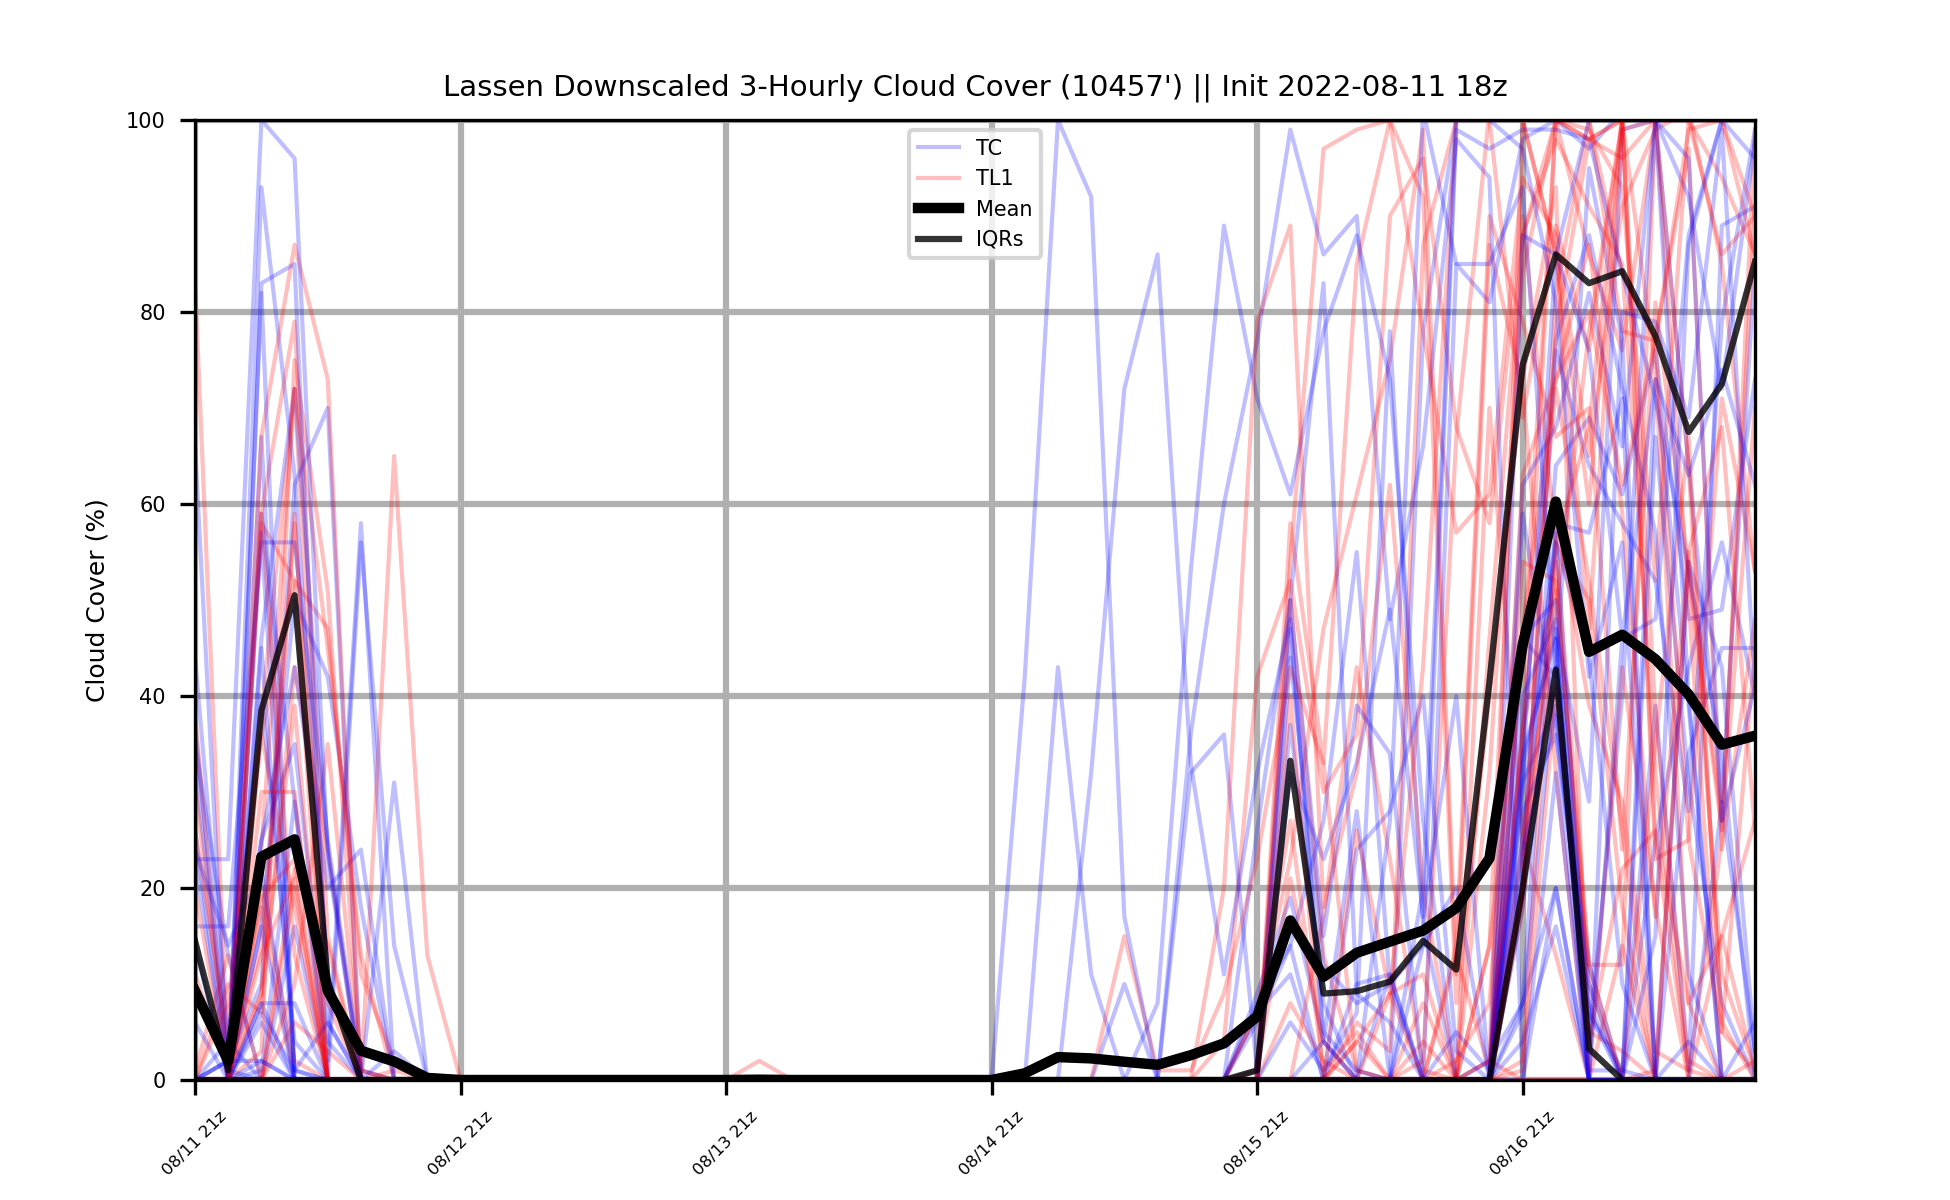 Lassen Downscaled 3-Hourly Cloud Cover (10457') || Init 2022-08-11 18z
100
80
60
40
20
0
Cloud Cover (%)
TC
TL1
Mean
IQRs
08/11 21z
08/12 21z
08/13 21z
08/14 21z
08/15 21z
08/16 21z